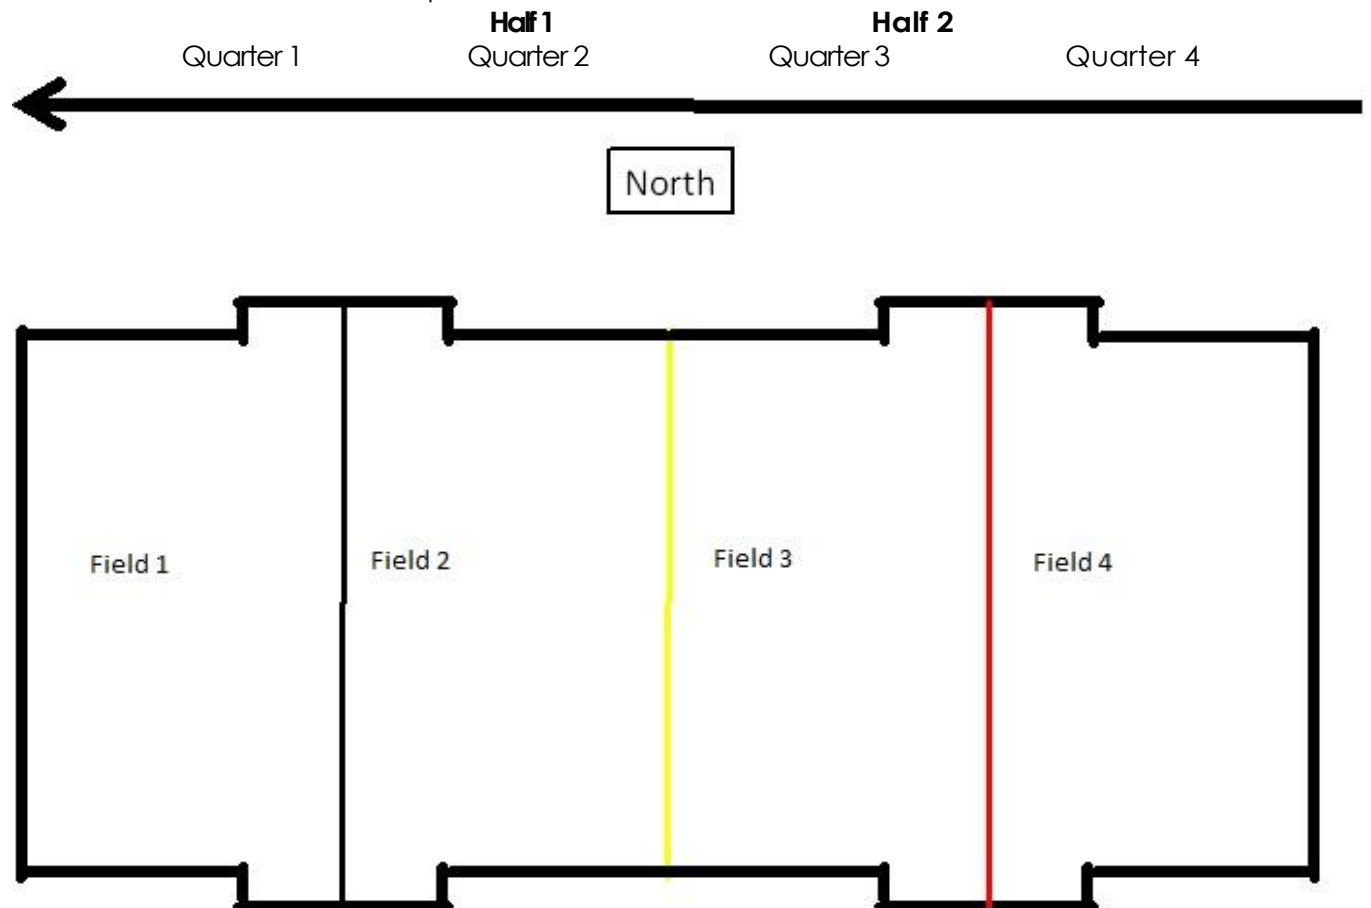 Half 1 Half 2
Quarter 1 Quarter 2 Quarter 3 Quarter 4
North
Field 1 Field 2 Field 3 Field 4